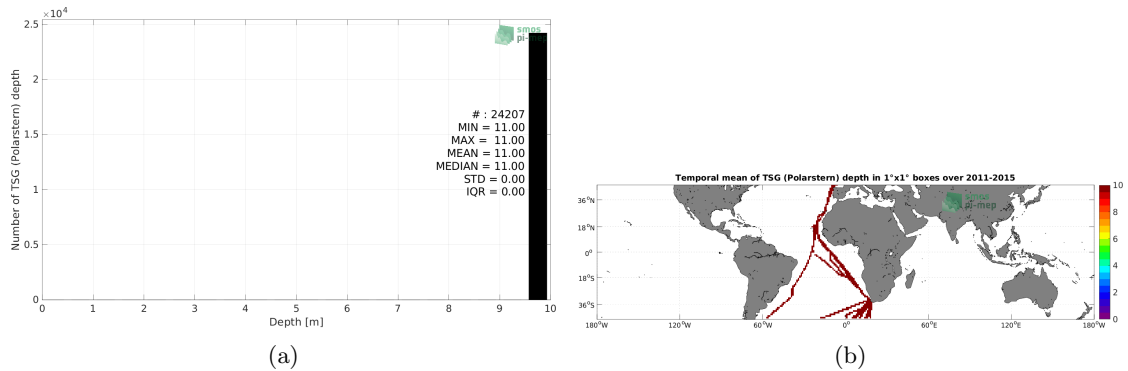 ×10⁴
2.5
2
1.5
1
0.5
0
Number of TSG (Polarstern) depth
smos
pi-mep
# : 24207
MIN = 11.00
MAX = 11.00
MEAN = 11.00
MEDIAN = 11.00
STD = 0.00
IQR = 0.00
0 1 2 3 4 5 6 7 8 9 10
Depth [m]
(a)
Temporal mean of TSG (Polarstern) depth in 1°x1° boxes over 2011-2015
smos
pi-mep
36°N
18°N
0°
18°S
36°S
180°W 120°W 60°W 0° 60°E 120°E 180°W
10
8
6
4
2
0
(b)